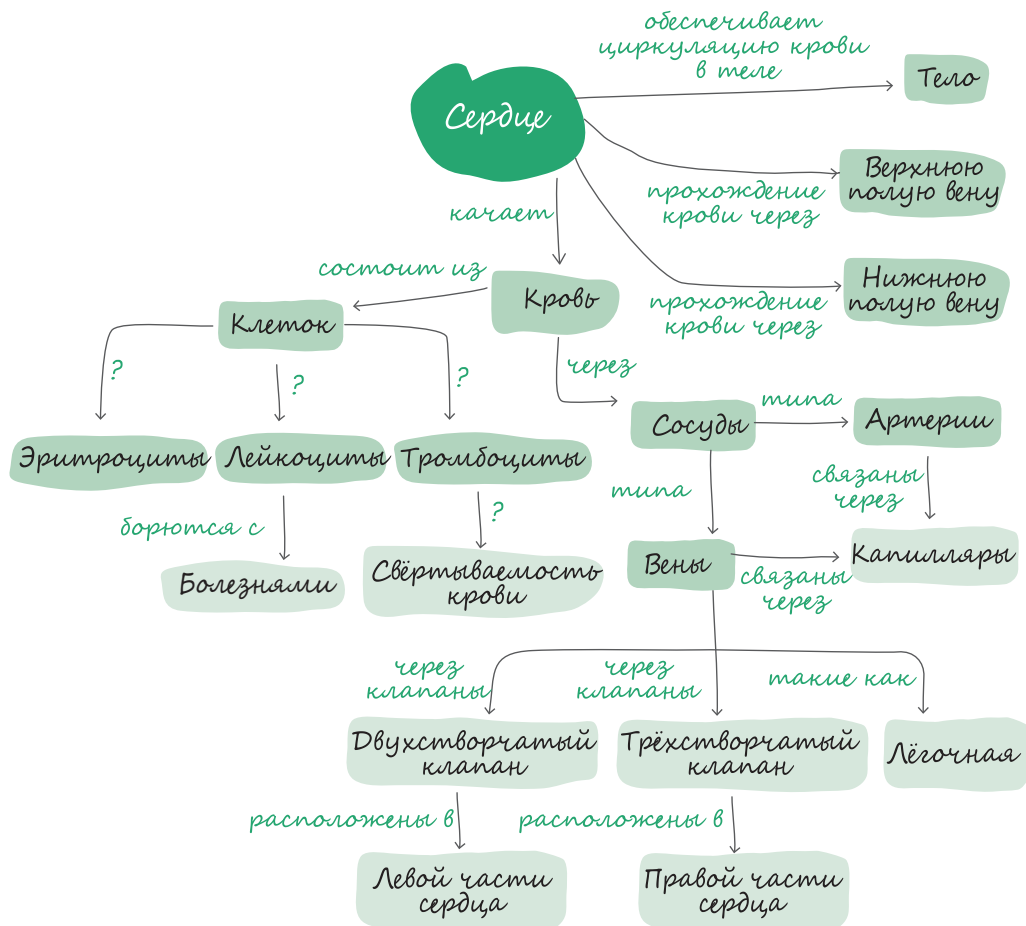 обеспечивает
циркуляцию крови
в теле
Тело
Сердце
Верхнюю
полую вену
прохождение
крови через
качает
Нижнюю
полую вену
прохождение
крови через
состоит из
Кровь
Клеток
через
?
?
?
Сосуды
типа
Артерии
Эритроциты
Лейкоциты
Тромбоциты
типа
связаны
через
борются с
?
Болезнями
Свёртываемость
крови
Вены
связаны
через
Капилляры
через
клапаны
через
клапаны
такие как
Двухстворчатый
клапан
Трёхстворчатый
клапан
Лёгочная
расположены в
расположены в
Левой части
сердца
Правой части
сердца